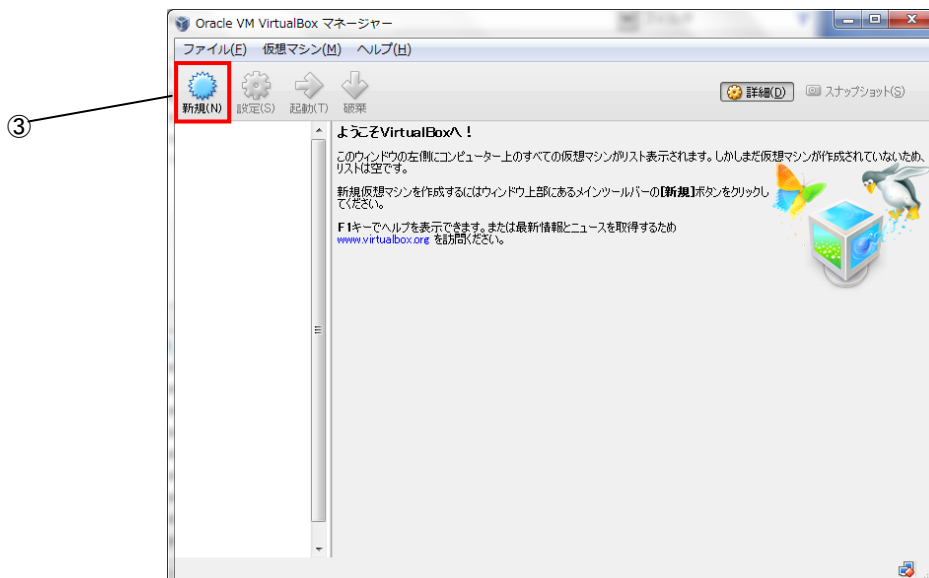 Oracle VM VirtualBox マネージャー
ファイル(F) 仮想マシン(M) ヘルプ(H)
新規(N) 設定(S) 起動(T) 破棄
詳細(D) スナップショット(S)
③
ようこそVirtualBoxへ！
このウィンドウの左側にコンピューター上のすべての仮想マシンがリスト表示されます。しかしまだ仮想マシンが作成されていないため、
リストは空です。
新規仮想マシンを作成するにはウィンドウ上部にあるメインツールバーの[新規]ボタンをクリックし
てください。
F1キーでヘルプを表示できます。または最新情報とニュースを取得するため
www.virtualbox.org を訪問ください。